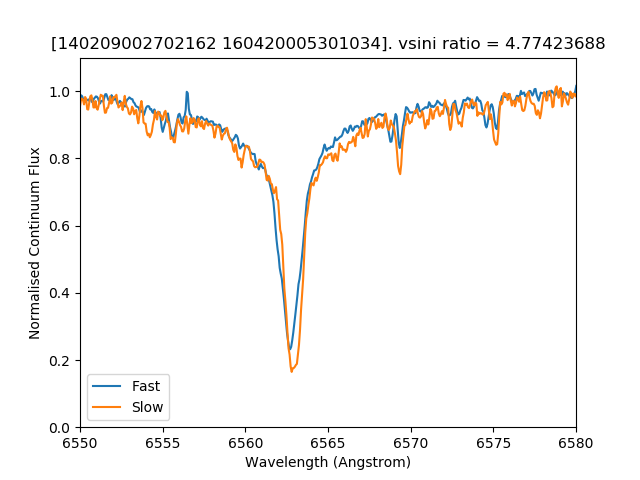 [140209002702162 160420005301034]. vsini ratio = 4.77423688
1.0
0.8
0.6
0.4
0.2
0.0
Normalised Continuum Flux
Fast
Slow
6550 6555 6560 6565 6570 6575 6580
Wavelength (Angstrom)